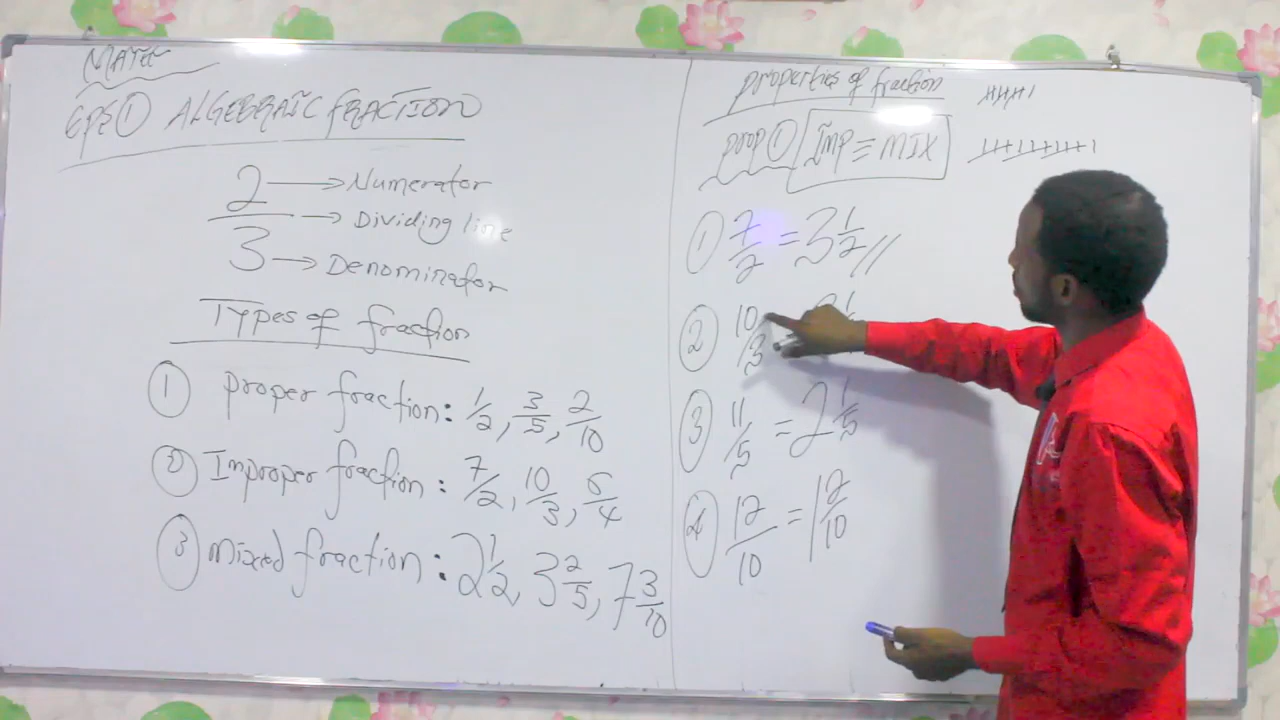 MATH
EPS① ALGEBRAIC FRACTION
2 → Numerator
→ Dividing line
3 → Denominator
Types of fraction
① proper fraction: 1/2, 3/5, 2/10
② Improper fraction: 7/2, 10/3, 5/4
③ mixed fraction: 2 1/2, 3 2/5, 7 3/10
properties of fraction
prop① IMP = MIX
① 7/2 = 3 1/2 //
② 10/3
③ 11/5 = 2 1/5
④ 12/10 = 1 2/10